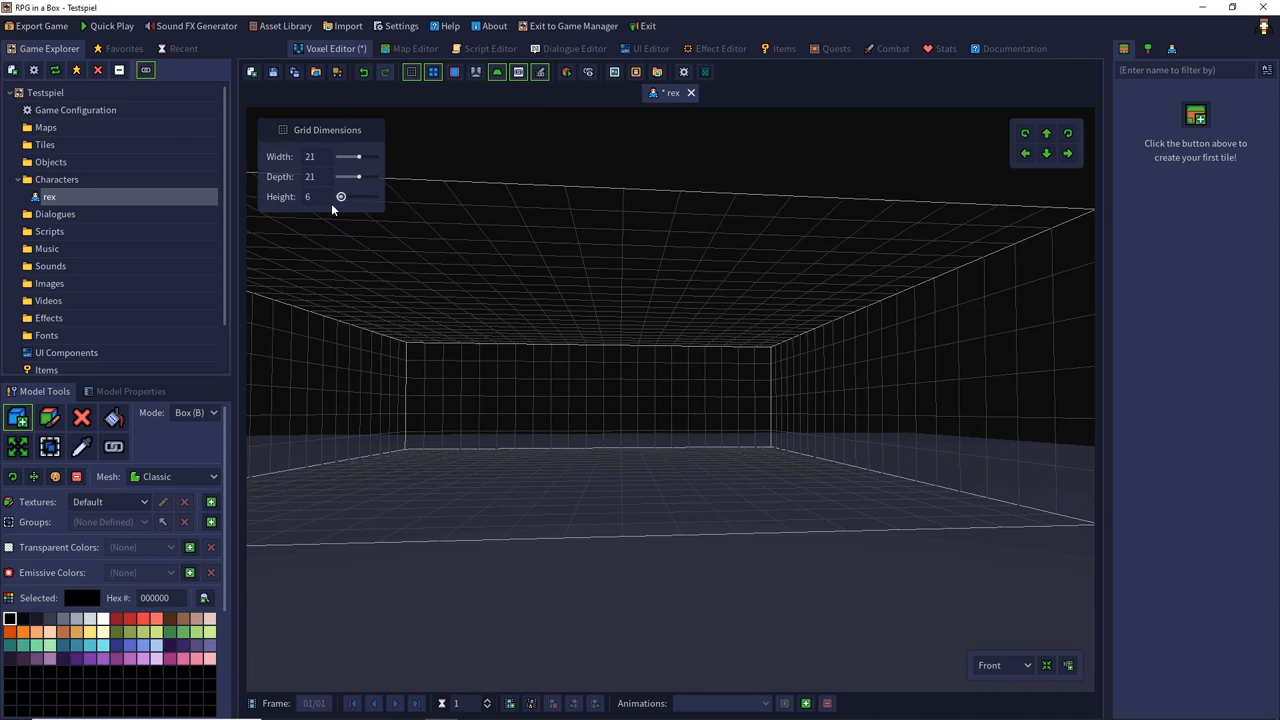 RPG in a Box - Testspiel
Export Game Quick Play Sound FX Generator Asset Library Import Settings Help About Exit to Game Manager Exit
Game Explorer Favorites Recent Voxel Editor (*) Map Editor Script Editor Dialogue Editor UI Editor Effect Editor Items Quests Combat Stats Documentation
(Enter name to filter by)
* rex
Testspiel
Game Configuration
Maps
Tiles
Objects
Characters
rex
Dialogues
Scripts
Music
Sounds
Images
Videos
Effects
Fonts
UI Components
Items
Grid Dimensions
Width: 21
Depth: 21
Height: 6
Click the button above to
create your first tile!
Model Tools Model Properties
Mode: Box (B)
Mesh: Classic
Textures: Default
Groups: (None Defined)
Transparent Colors: (None)
Emissive Colors: (None)
Selected: Hex #: 000000
Front
Frame: 01/01 1 Animations: